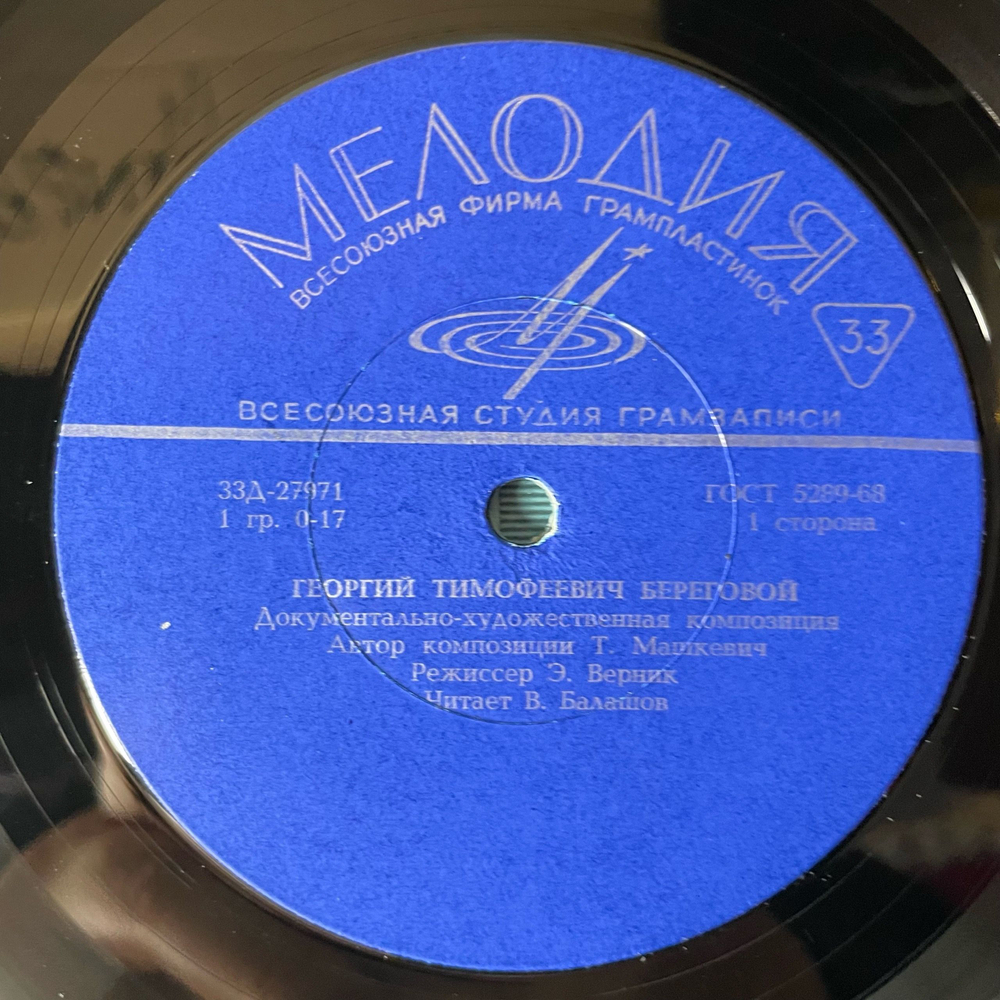 МЕЛОДИЯ
ВСЕСОЮЗНАЯ ФИРМА ГРАМПЛАСТИНОК
33
ВСЕСОЮЗНАЯ СТУДИЯ ГРАМЗАПИСИ
33Д-27971
1 гр. 0-17
ГОСТ 5289-68
1 сторона
ГЕОРГИЙ ТИМОФЕЕВИЧ БЕРЕГОВОЙ
Документально-художественная композиция
Автор композиции Т. Машкевич
Режиссер Э. Верник
Читает В. Балашов